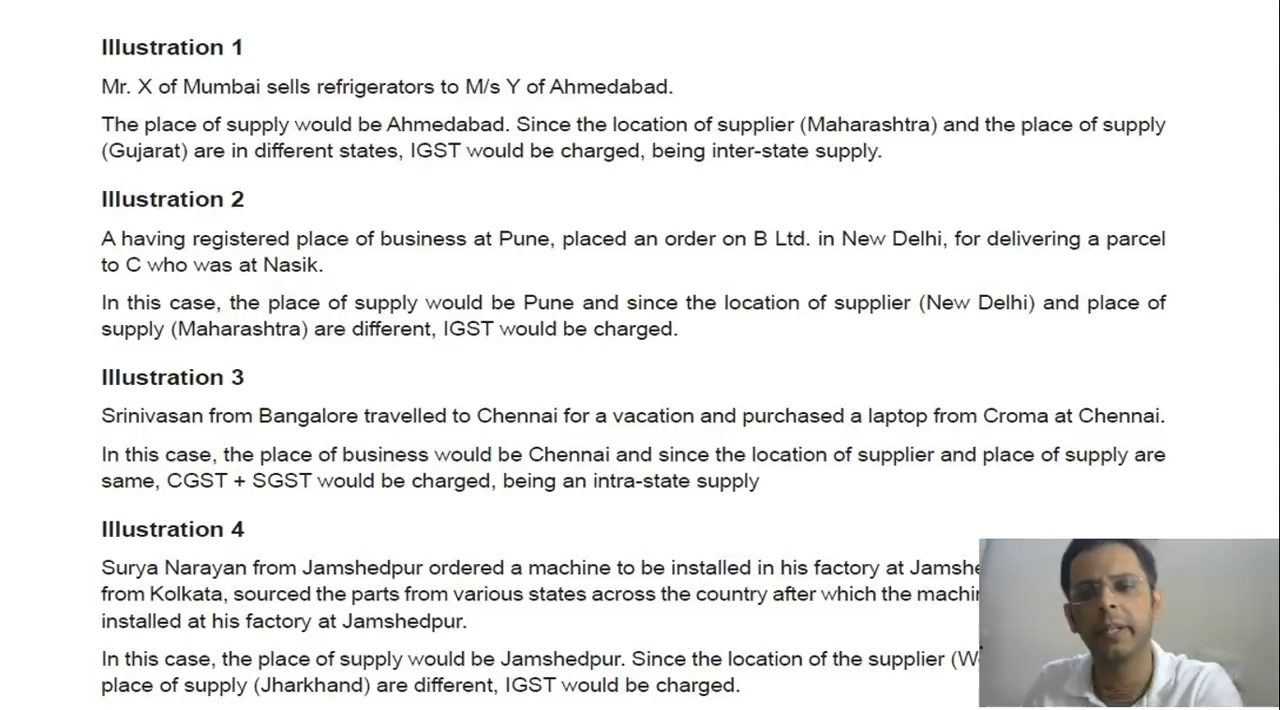 Illustration 1
Mr. X of Mumbai sells refrigerators to M/s Y of Ahmedabad.
The place of supply would be Ahmedabad. Since the location of supplier (Maharashtra) and the place of supply
(Gujarat) are in different states, IGST would be charged, being inter-state supply.
Illustration 2
A having registered place of business at Pune, placed an order on B Ltd. in New Delhi, for delivering a parcel
to C who was at Nasik.
In this case, the place of supply would be Pune and since the location of supplier (New Delhi) and place of
supply (Maharashtra) are different, IGST would be charged.
Illustration 3
Srinivasan from Bangalore travelled to Chennai for a vacation and purchased a laptop from Croma at Chennai.
In this case, the place of business would be Chennai and since the location of supplier and place of supply are
same, CGST + SGST would be charged, being an intra-state supply
Illustration 4
Surya Narayan from Jamshedpur ordered a machine to be installed in his factory at
from Kolkata, sourced the parts from various states across the country after which the
installed at his factory at Jamshedpur.
In this case, the place of supply would be Jamshedpur. Since the location of the supplier
place of supply (Jharkhand) are different, IGST would be charged.